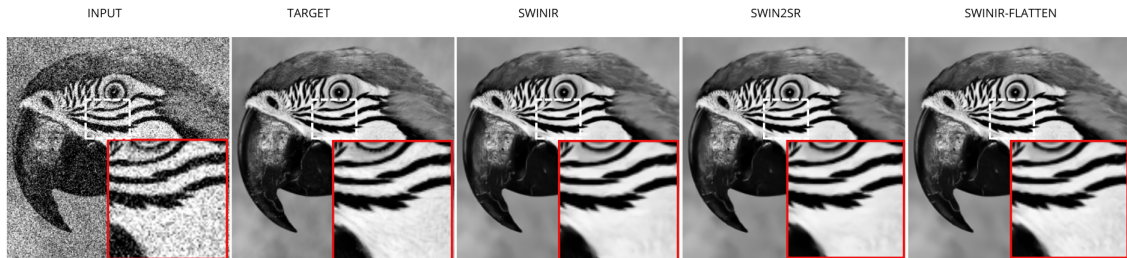 INPUT
TARGET
SWINIR
SWIN2SR
SWINIR-FLATTEN